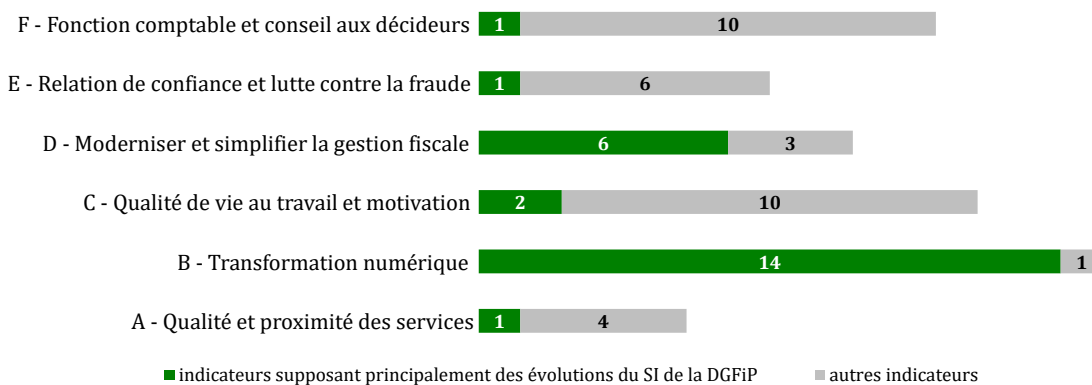 F - Fonction comptable et conseil aux décideurs 1 10
E - Relation de confiance et lutte contre la fraude 1 6
D - Moderniser et simplifier la gestion fiscale 6 3
C - Qualité de vie au travail et motivation 2 10
B - Transformation numérique 14 1
A - Qualité et proximité des services 1 4
indicateurs supposant principalement des évolutions du SI de la DGFiP autres indicateurs